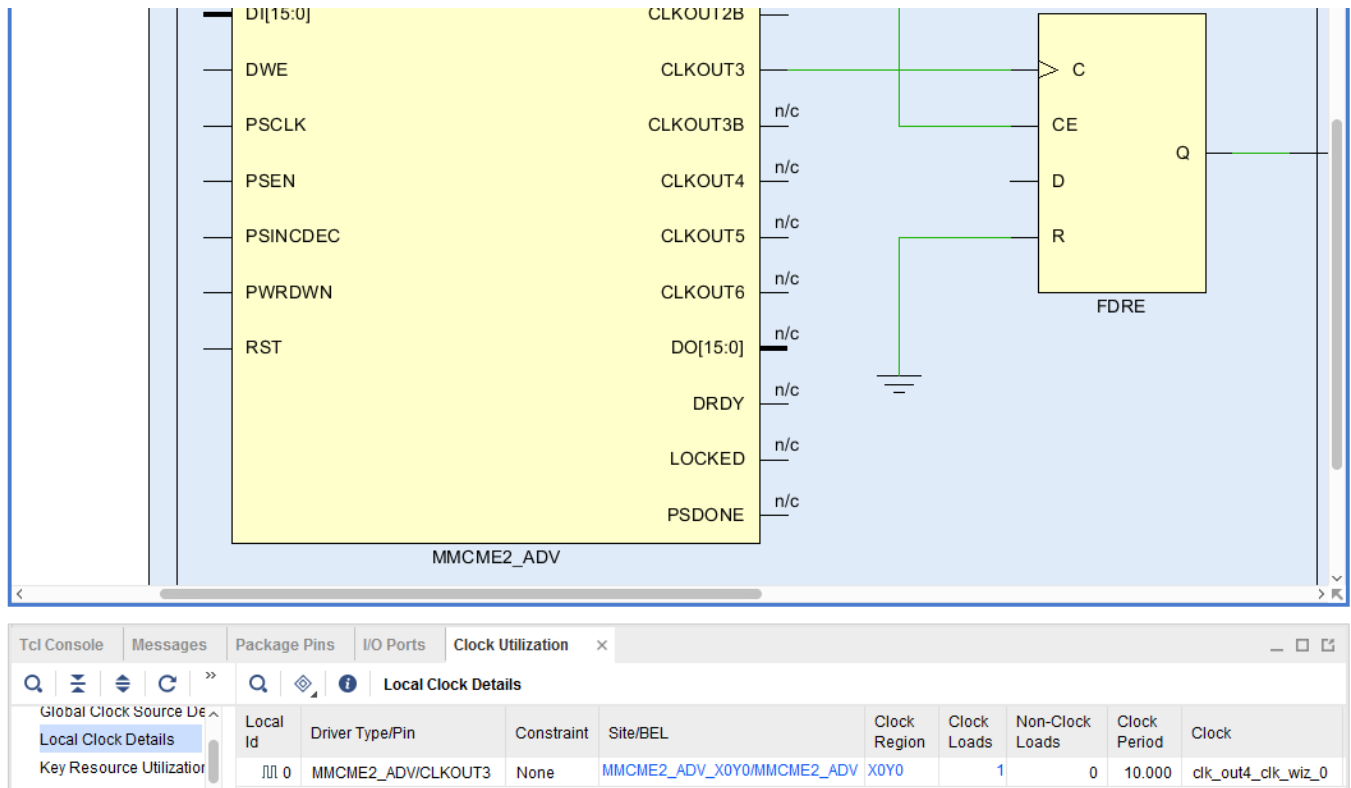 DI[15:0] CLKOUT2B
DWE CLKOUT3 C
n/c
PSCLK CLKOUT3B CE
Q
n/c
PSEN CLKOUT4 D
n/c
PSINCDEC CLKOUT5 R
n/c
PWRDWN CLKOUT6
FDRE
n/c
RST DO[15:0]
n/c
DRDY
n/c
LOCKED
n/c
PSDONE
MMCME2_ADV
Tcl Console Messages Package Pins I/O Ports Clock Utilization
Local Clock Details
Global Clock Source De
Local Clock Details
Key Resource Utilization
Local Id Driver Type/Pin Constraint Site/BEL Clock Region Clock Loads Non-Clock Loads Clock Period Clock
0 MMCME2_ADV/CLKOUT3 None MMCME2_ADV_X0Y0/MMCME2_ADV X0Y0 1 0 10.000 clk_out4_clk_wiz_0